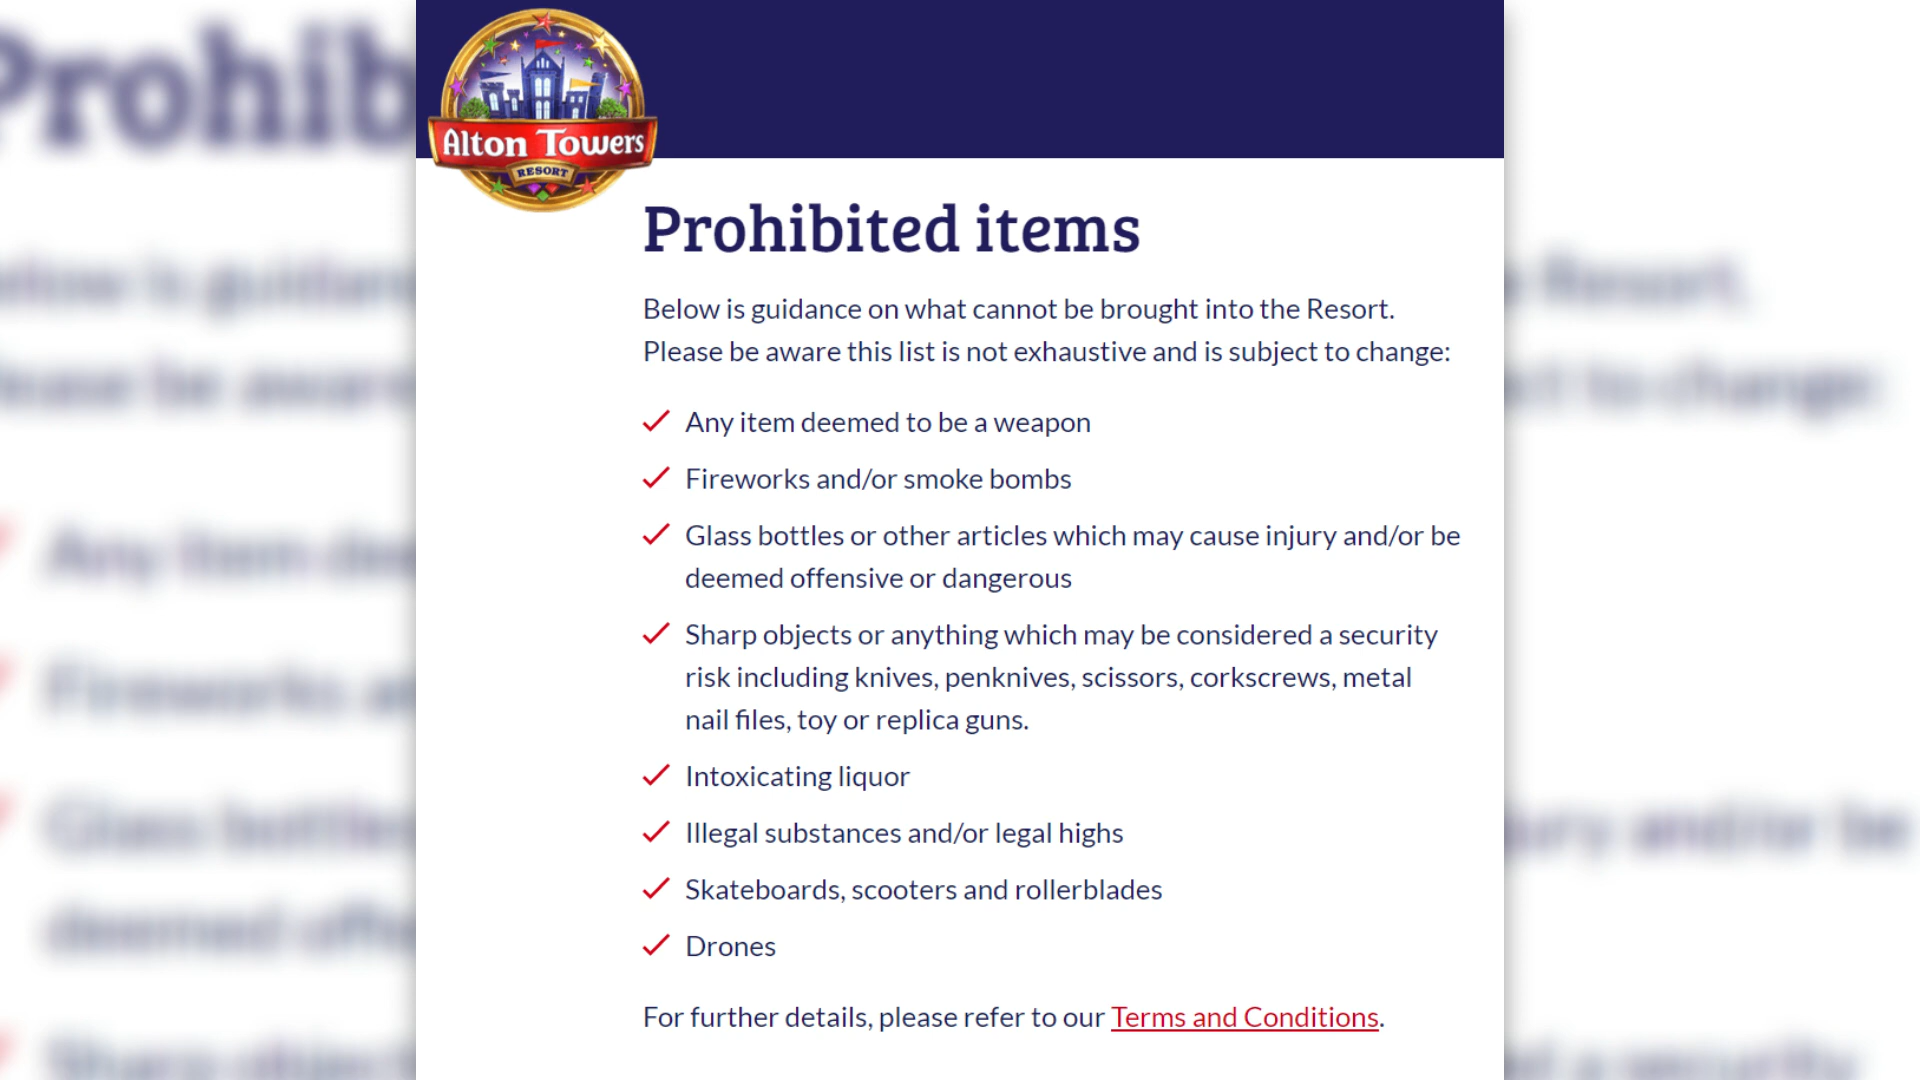 Alton Towers
RESORT
Prohibited items
Below is guidance on what cannot be brought into the Resort.
Please be aware this list is not exhaustive and is subject to change:
Any item deemed to be a weapon
Fireworks and/or smoke bombs
Glass bottles or other articles which may cause injury and/or be
deemed offensive or dangerous
Sharp objects or anything which may be considered a security
risk including knives, penknives, scissors, corkscrews, metal
nail files, toy or replica guns.
Intoxicating liquor
Illegal substances and/or legal highs
Skateboards, scooters and rollerblades
Drones
For further details, please refer to our Terms and Conditions.